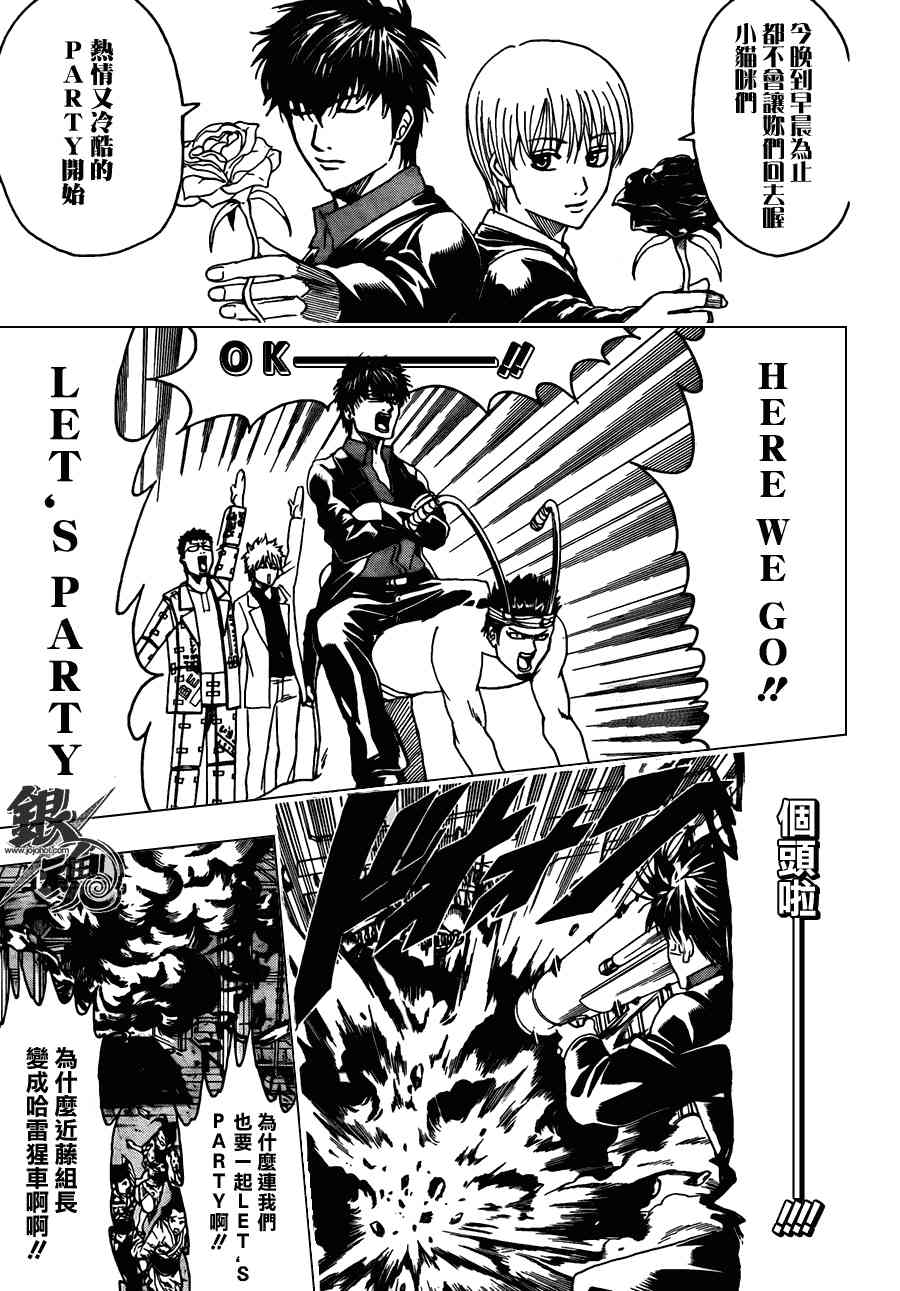 今晚到早晨為止
都不會讓妳們回去喔
小貓咪們
熱情又冷酷的
PARTY開始
HERE WE GO!!
OK——!!
LET'S PARTY
個頭啦——!!!!
ドォオン
為什麼連我們
也要一起LET'S
PARTY啊!!
為什麼近藤組長
變成哈雷猩車啊啊!!
銀魂
www.jojohot.com